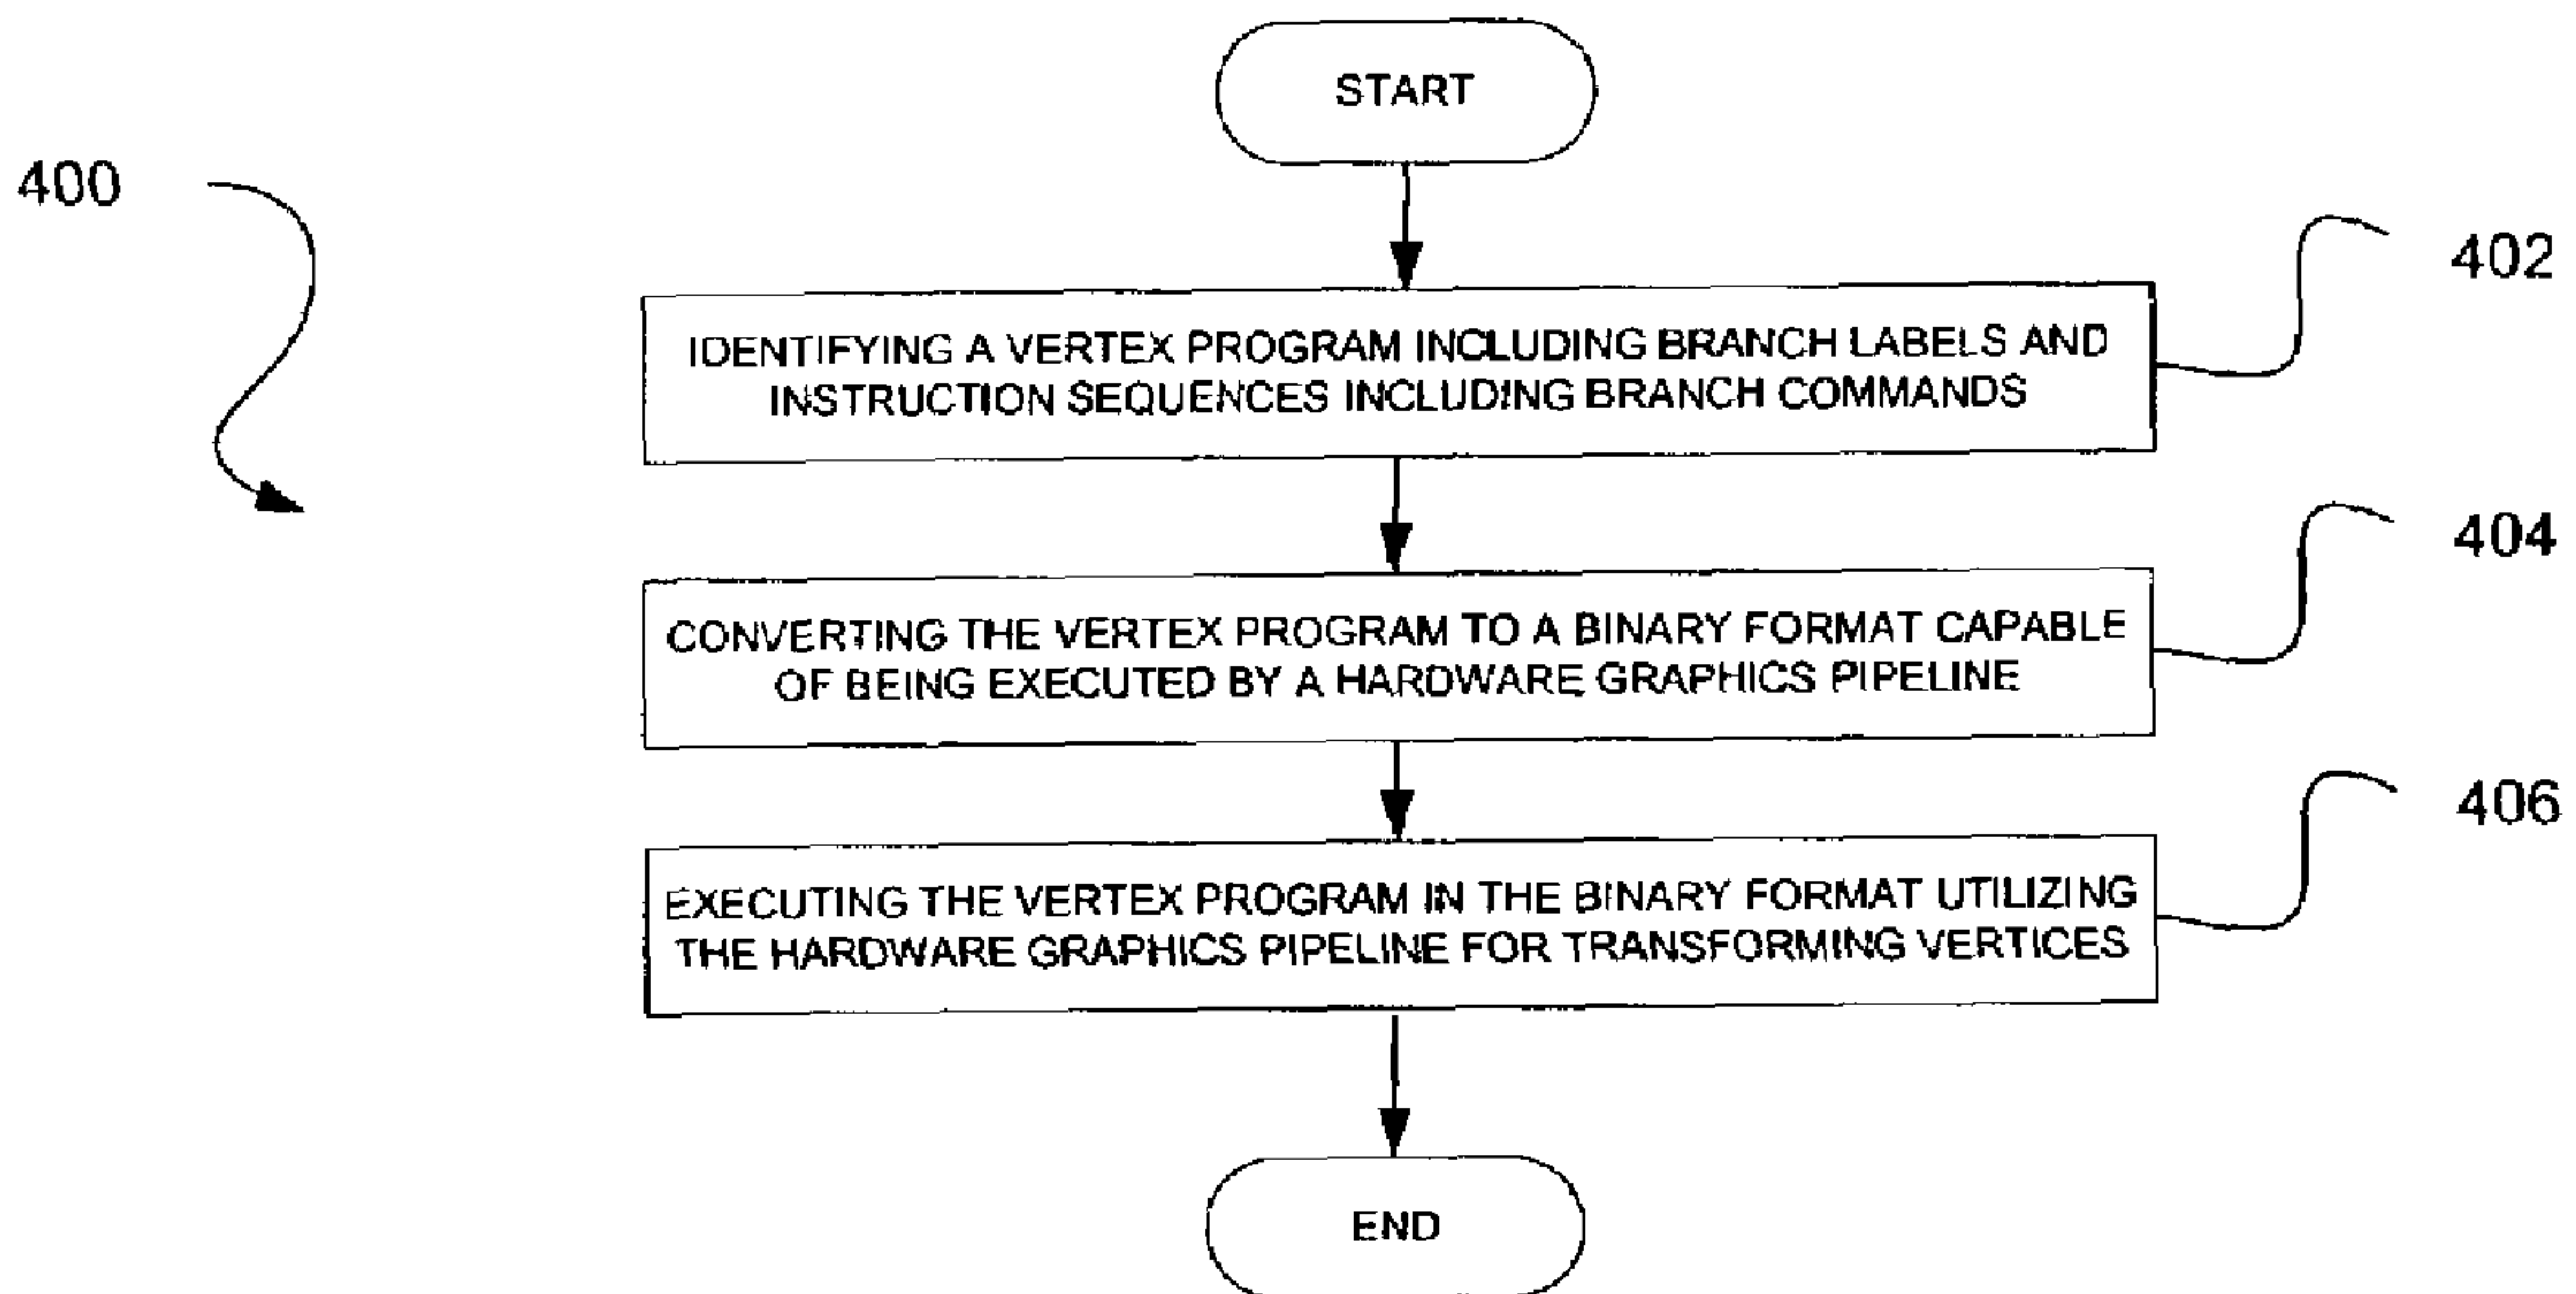 START
400
402
IDENTIFYING A VERTEX PROGRAM INCLUDING BRANCH LABELS AND
INSTRUCTION SEQUENCES INCLUDING BRANCH COMMANDS
404
CONVERTING THE VERTEX PROGRAM TO A BINARY FORMAT CAPABLE
OF BEING EXECUTED BY A HARDWARE GRAPHICS PIPELINE
406
EXECUTING THE VERTEX PROGRAM IN THE BINARY FORMAT UTILIZING
THE HARDWARE GRAPHICS PIPELINE FOR TRANSFORMING VERTICES
END